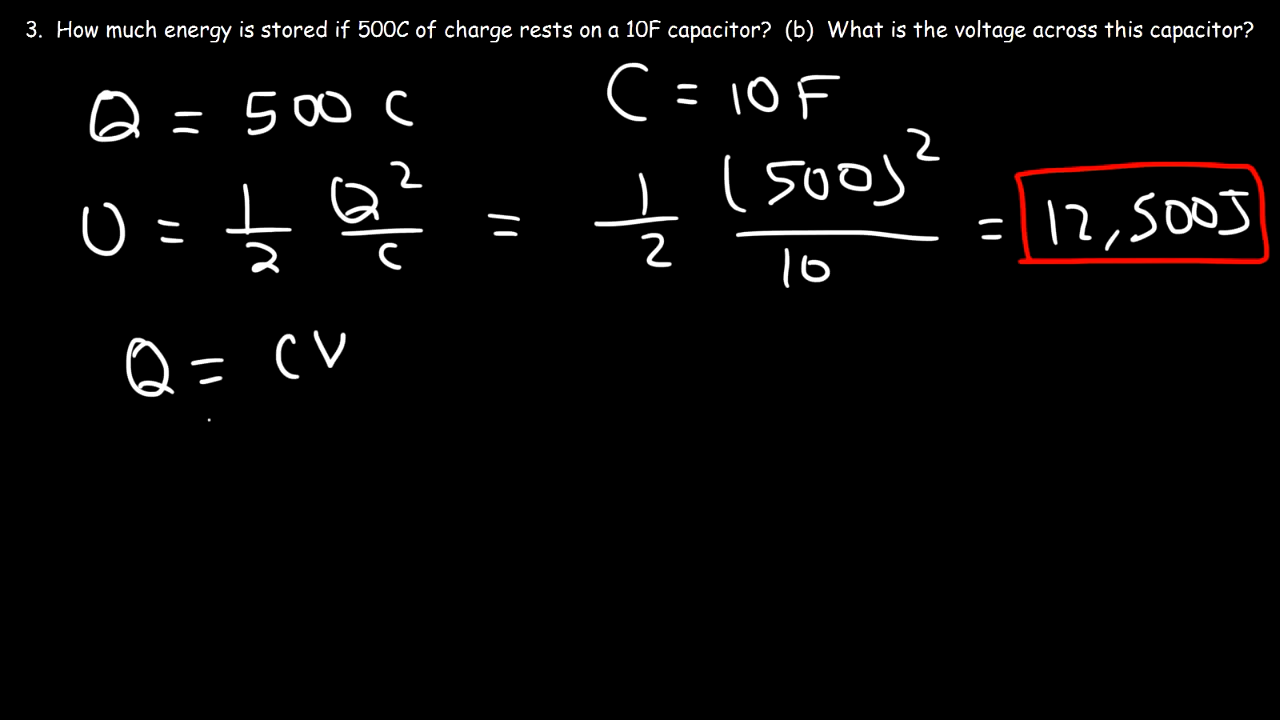 3. How much energy is stored if 500C of charge rests on a 10F capacitor? (b) What is the voltage across this capacitor?
Q = 500 C C = 10 F
U = 1/2 Q²/C = 1/2 (500)²/10 = 12,500J
Q = CV